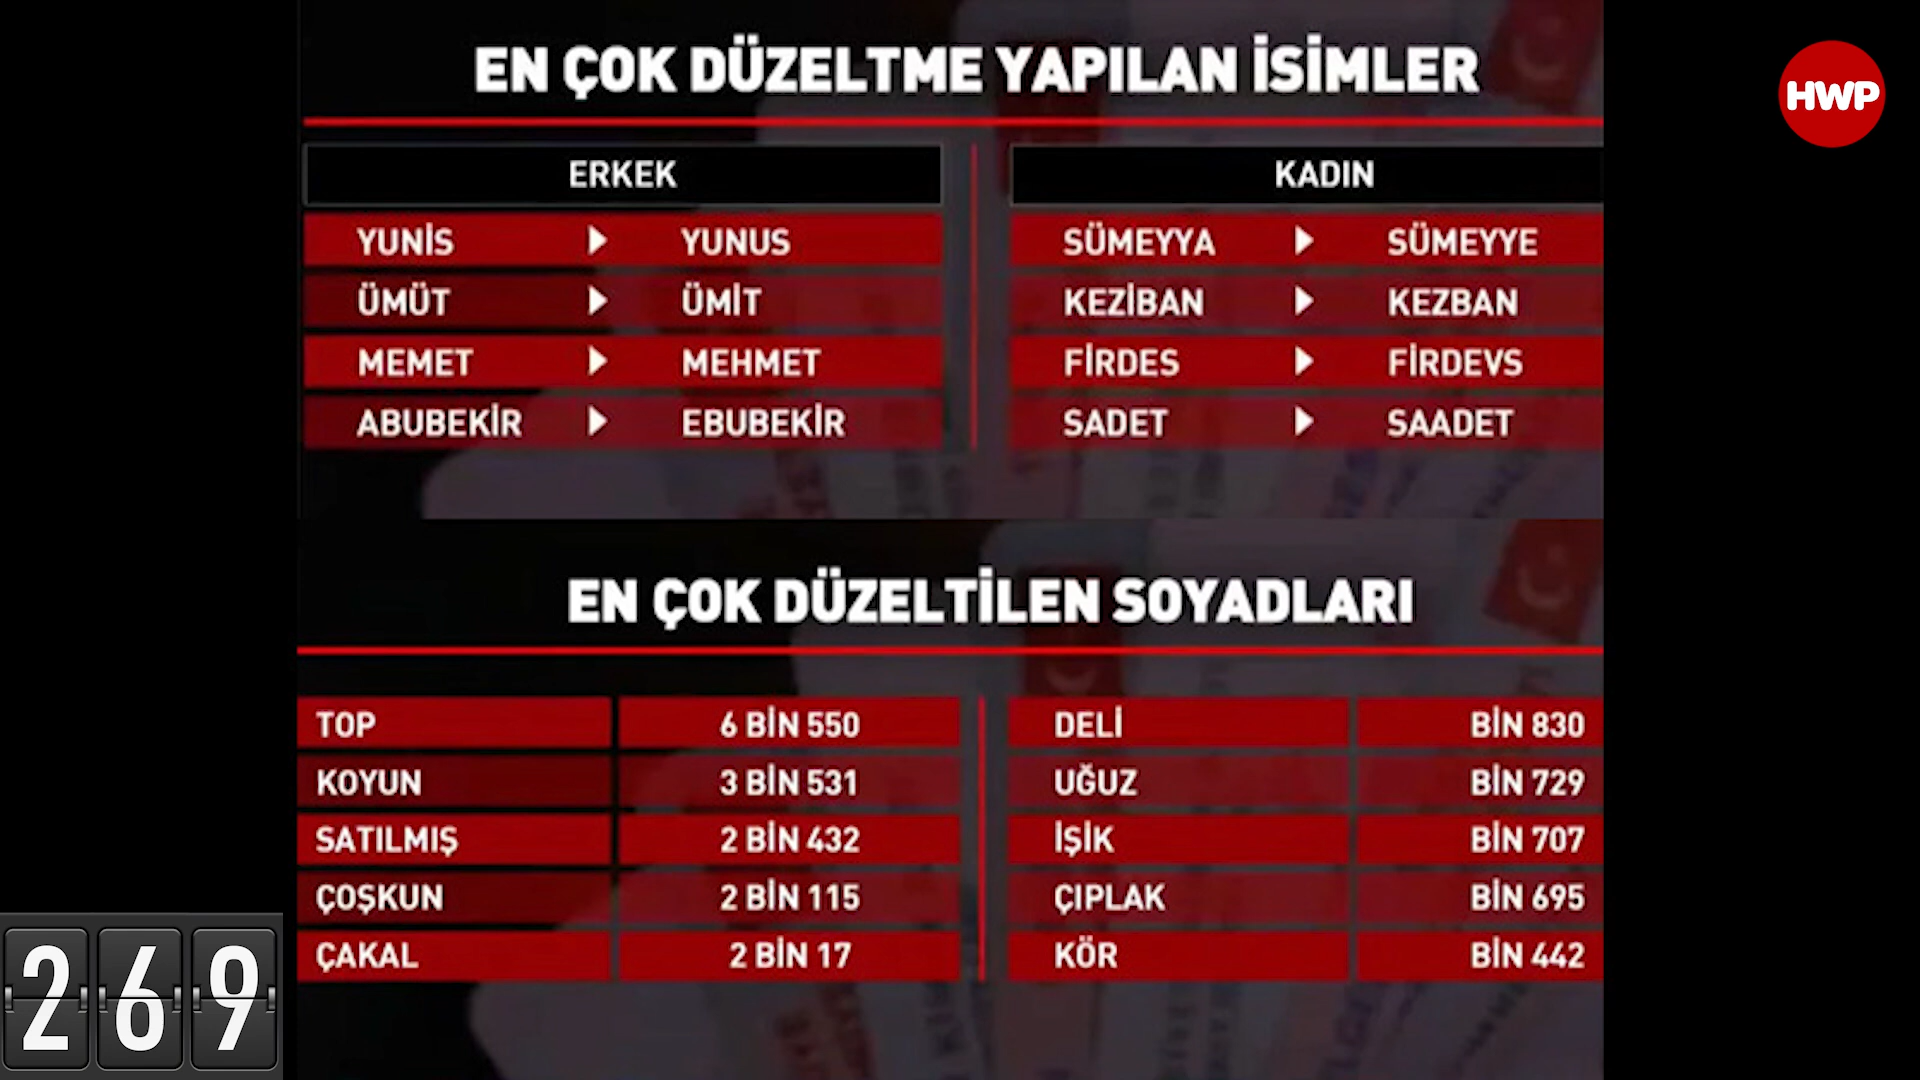 EN ÇOK DÜZELTME YAPILAN İSİMLER
HWP
ERKEK
YUNİS YUNUS
ÜMÜT ÜMİT
MEMET MEHMET
ABUBEKİR EBUBEKİR
KADIN
SÜMEYYA SÜMEYYE
KEZİBAN KEZBAN
FİRDES FİRDEVS
SADET SAADET
EN ÇOK DÜZELTİLEN SOYADLARI
TOP 6 BİN 550
KOYUN 3 BİN 531
SATILMIŞ 2 BİN 432
ÇOŞKUN 2 BİN 115
ÇAKAL 2 BİN 17
DELİ BİN 830
UĞUZ BİN 729
İŞİK BİN 707
ÇIPLAK BİN 695
KÖR BİN 442
269